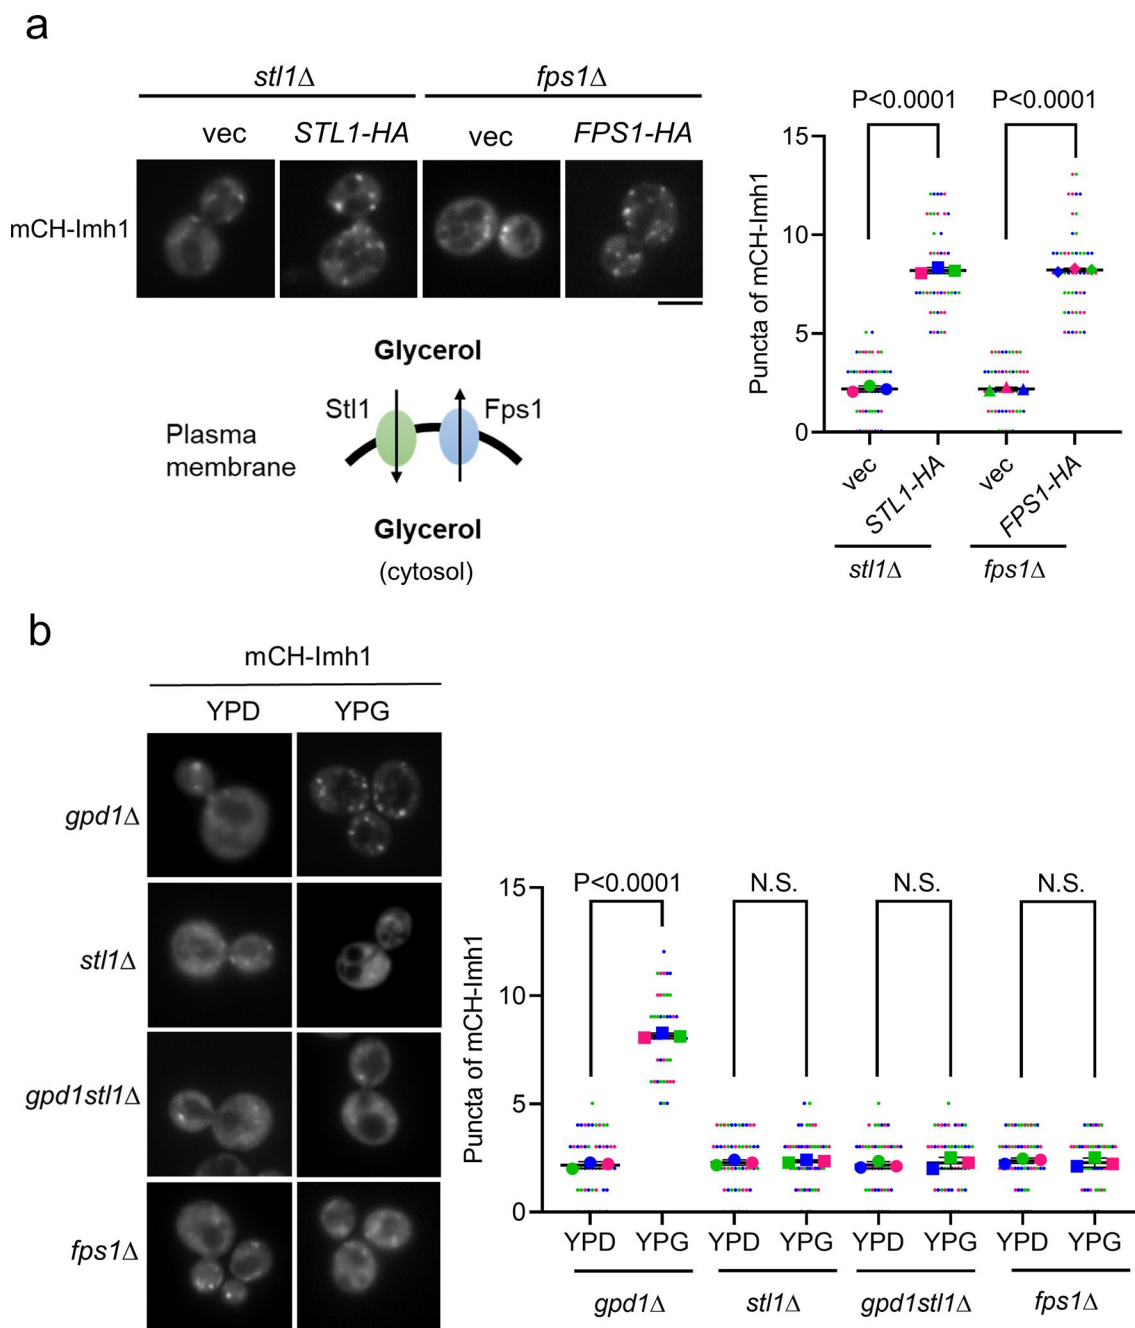 a
stl1Δ fps1Δ
vec STL1-HA vec FPS1-HA
mCH-Imh1
Glycerol
Stl1 Fps1
Plasma
membrane
Glycerol
(cytosol)
P<0.0001 P<0.0001
Puncta of mCH-Imh1
15
10
5
0
vec STL1-HA vec FPS1-HA
stl1Δ fps1Δ
b
mCH-Imh1
YPD YPG
gpd1Δ
stl1Δ
gpd1stl1Δ
fps1Δ
P<0.0001 N.S. N.S. N.S.
Puncta of mCH-Imh1
15
10
5
0
YPD YPG YPD YPG YPD YPG YPD YPG
gpd1Δ stl1Δ gpd1stl1Δ fps1Δ